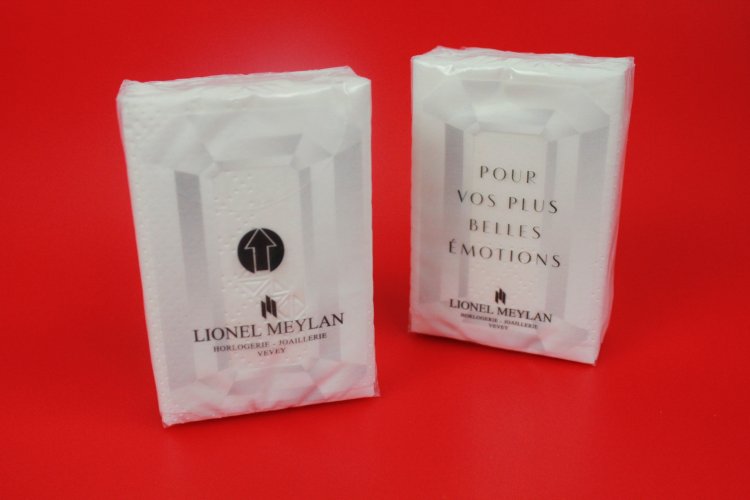 LIONEL MEYLAN
HORLOGERIE - JOAILLERIE
VEVEY
POUR
VOS PLUS
BELLES
ÉMOTIONS
LIONEL MEYLAN
HORLOGERIE - JOAILLERIE
VEVEY